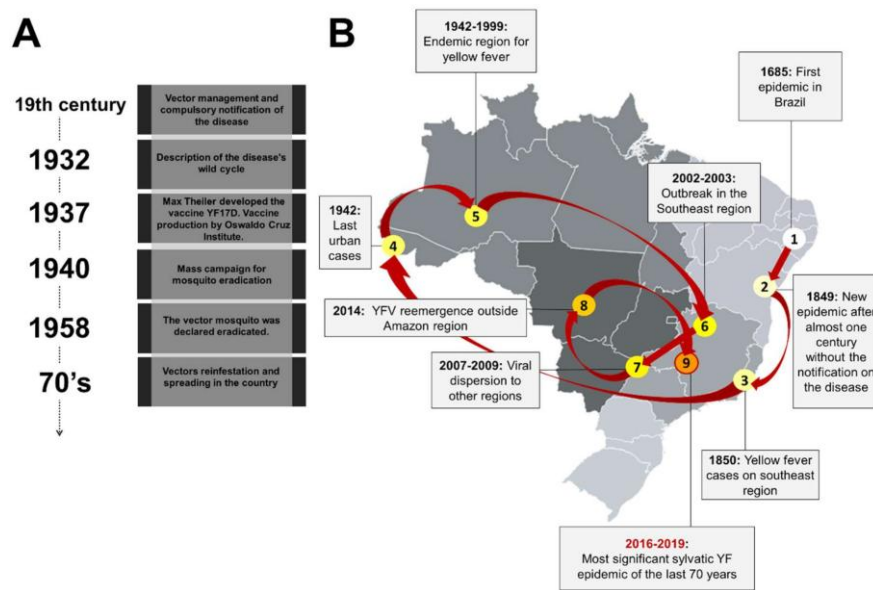 A
19th century
Vector management and
compulsory notification of
the disease
1932
Description of the disease's
wild cycle
1937
Max Theiler developed the
vaccine YF17D. Vaccine
production by Oswaldo Cruz
Institute.
1940
Mass campaign for
mosquito eradication
1958
The vector mosquito was
declared eradicated.
70's
Vectors reinfestation and
spreading in the country
B
1942-1999:
Endemic region for
yellow fever
1685: First
epidemic in
Brazil
2002-2003:
Outbreak in the
Southeast region
1942:
Last
urban
cases
2014: YFV reemergence outside
Amazon region
2007-2009: Viral
dispersion to
other regions
1849: New
epidemic after
almost one
century
without the
notification on
the disease
1850: Yellow fever
cases on southeast
region
2016-2019:
Most significant sylvatic YF
epidemic of the last 70 years
1
2
3
4
5
6
7
8
9